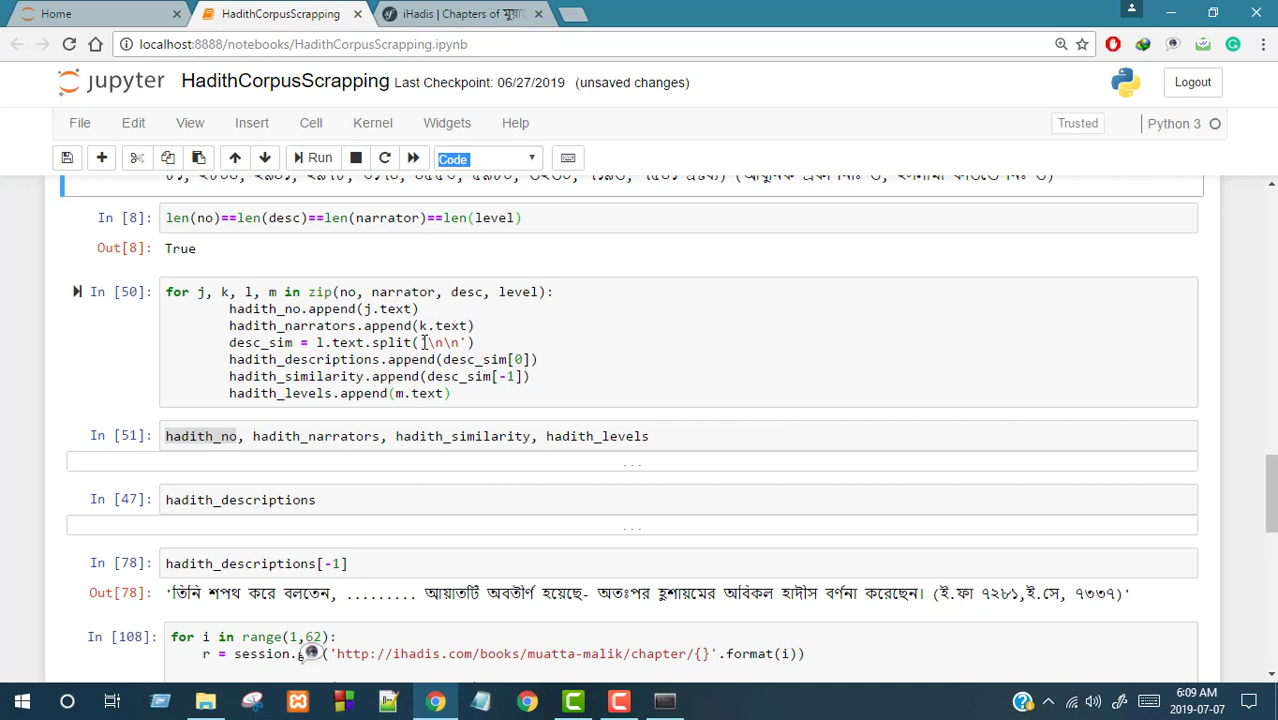 Home
HadithCorpusScrapping
iHadis | Chapters of
localhost:8888/notebooks/HadithCorpusScrapping.ipynb
jupyter HadithCorpusScrapping Last Checkpoint: 06/27/2019 (unsaved changes)
Logout
File Edit View Insert Cell Kernel Widgets Help
Trusted
Python 3
Run
Code
In [8]: len(no)==len(desc)==len(narrator)==len(level)
Out[8]: True
In [50]: for j, k, l, m in zip(no, narrator, desc, level):
hadith_no.append(j.text)
hadith_narrators.append(k.text)
desc_sim = l.text.split('\n\n')
hadith_descriptions.append(desc_sim[0])
hadith_similarity.append(desc_sim[-1])
hadith_levels.append(m.text)
In [51]: hadith_no, hadith_narrators, hadith_similarity, hadith_levels
...
In [47]: hadith_descriptions
...
In [78]: hadith_descriptions[-1]
Out[78]: 'তিনি শপথ করে বলতেন, ......... আয়াতটি অবতীর্ণ হয়েছে- অতঃপর হুশায়মের অবিকল হাদীস বর্ণনা করেছেন। (ই.ফা ৭২৮১,ই.সে, ৭৩৩৭)'
In [108]: for i in range(1,62):
r = session.g ('http://ihadis.com/books/muatta-malik/chapter/{}'.format(i))
6:09 AM
2019-07-07